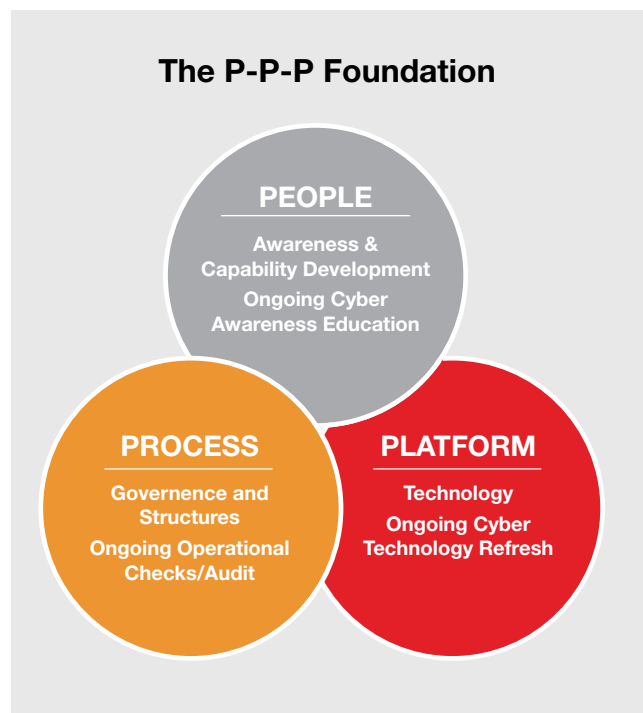 The P-P-P Foundation
PEOPLE
Awareness &
Capability Development
Ongoing Cyber
Awareness Education
PROCESS
Governence and
Structures
Ongoing Operational
Checks/Audit
PLATFORM
Technology
Ongoing Cyber
Technology Refresh